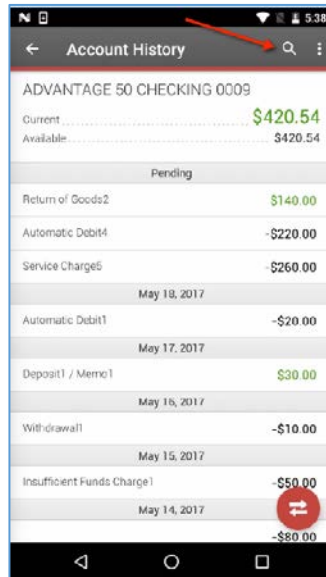 5:38
Account History
ADVANTAGE 50 CHECKING 0009
Current $420.54
Available $420.54
Pending
Return of Goods2 $140.00
Automatic Debit4 -$220.00
Service Charge5 -$260.00
May 18, 2017
Automatic Debit1 -$20.00
May 17, 2017
Deposit1 / Memo1 $30.00
May 16, 2017
Withdrawal1 -$10.00
May 15, 2017
Insufficient Funds Charge1 -$50.00
May 14, 2017
-$80.00